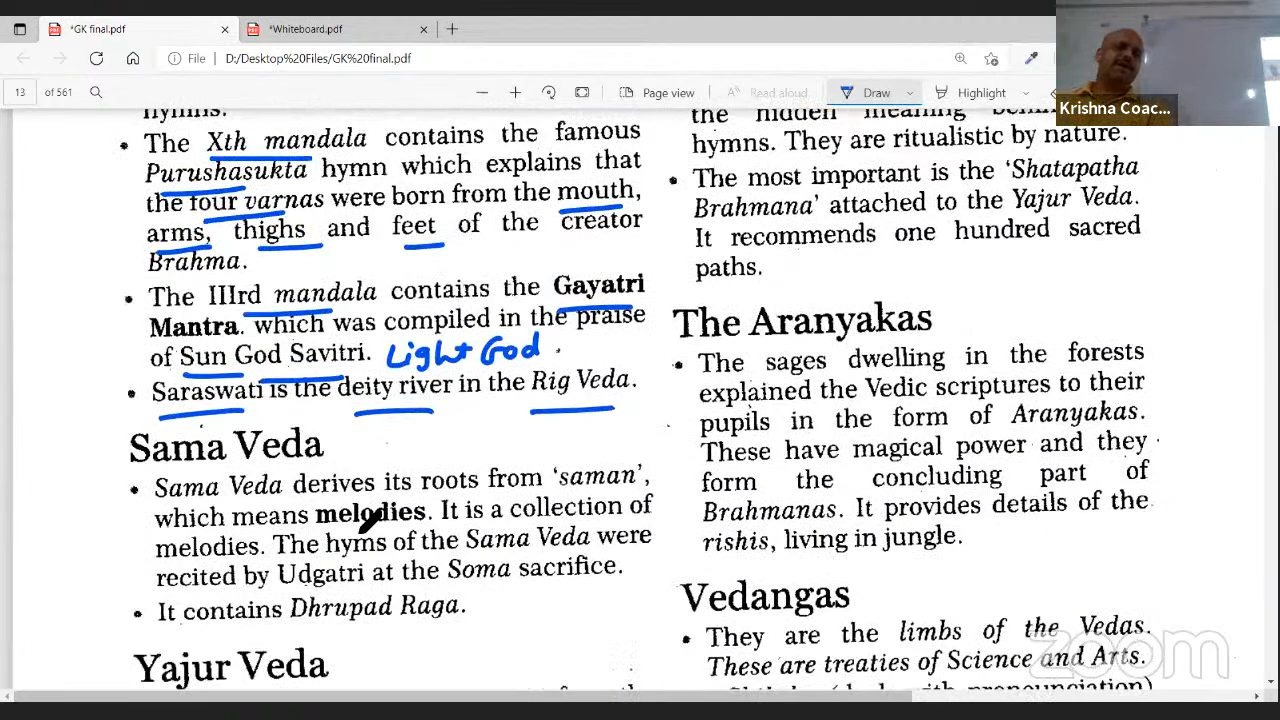 *GK final.pdf
*Whiteboard.pdf
File
D:/Desktop%20Files/GK%20final.pdf
13 of 561
Page view
Read aloud
Draw
Highlight
Krishna Coac...
hymns.
The Xth mandala contains the famous
Purushasukta hymn which explains that
the four varnas were born from the mouth,
arms, thighs and feet of the creator
Brahma.
The IIIrd mandala contains the Gayatri
Mantra. which was compiled in the praise
of Sun God Savitri. Light God
Saraswati is the deity river in the Rig Veda.
Sama Veda
Sama Veda derives its roots from ‘saman’,
which means melodies. It is a collection of
melodies. The hyms of the Sama Veda were
recited by Udgatri at the Soma sacrifice.
It contains Dhrupad Raga.
Yajur Veda
the hidden meaning
hymns. They are ritualistic by nature.
The most important is the ‘Shatapatha
Brahmana’ attached to the Yajur Veda.
It recommends one hundred sacred
paths.
The Aranyakas
The sages dwelling in the forests
explained the Vedic scriptures to their
pupils in the form of Aranyakas.
These have magical power and they
form the concluding part of
Brahmanas. It provides details of the
rishis, living in jungle.
Vedangas
They are the limbs of the Vedas.
These are treaties of Science and Arts.
pronunciation)
zoom